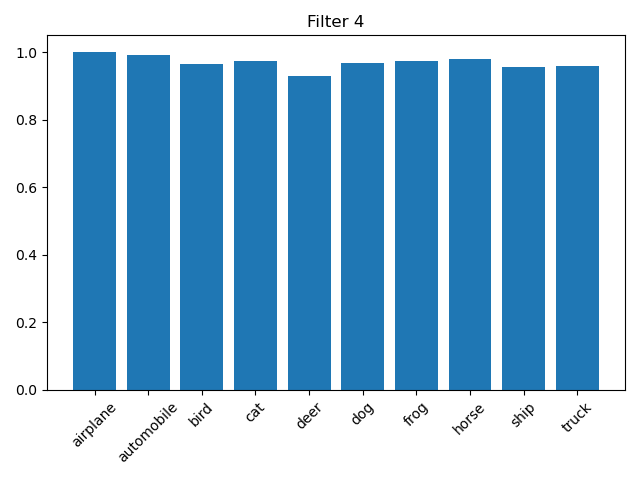 Filter 4
1.0
0.8
0.6
0.4
0.2
0.0
airplane
automobile
bird
cat
deer
dog
frog
horse
ship
truck